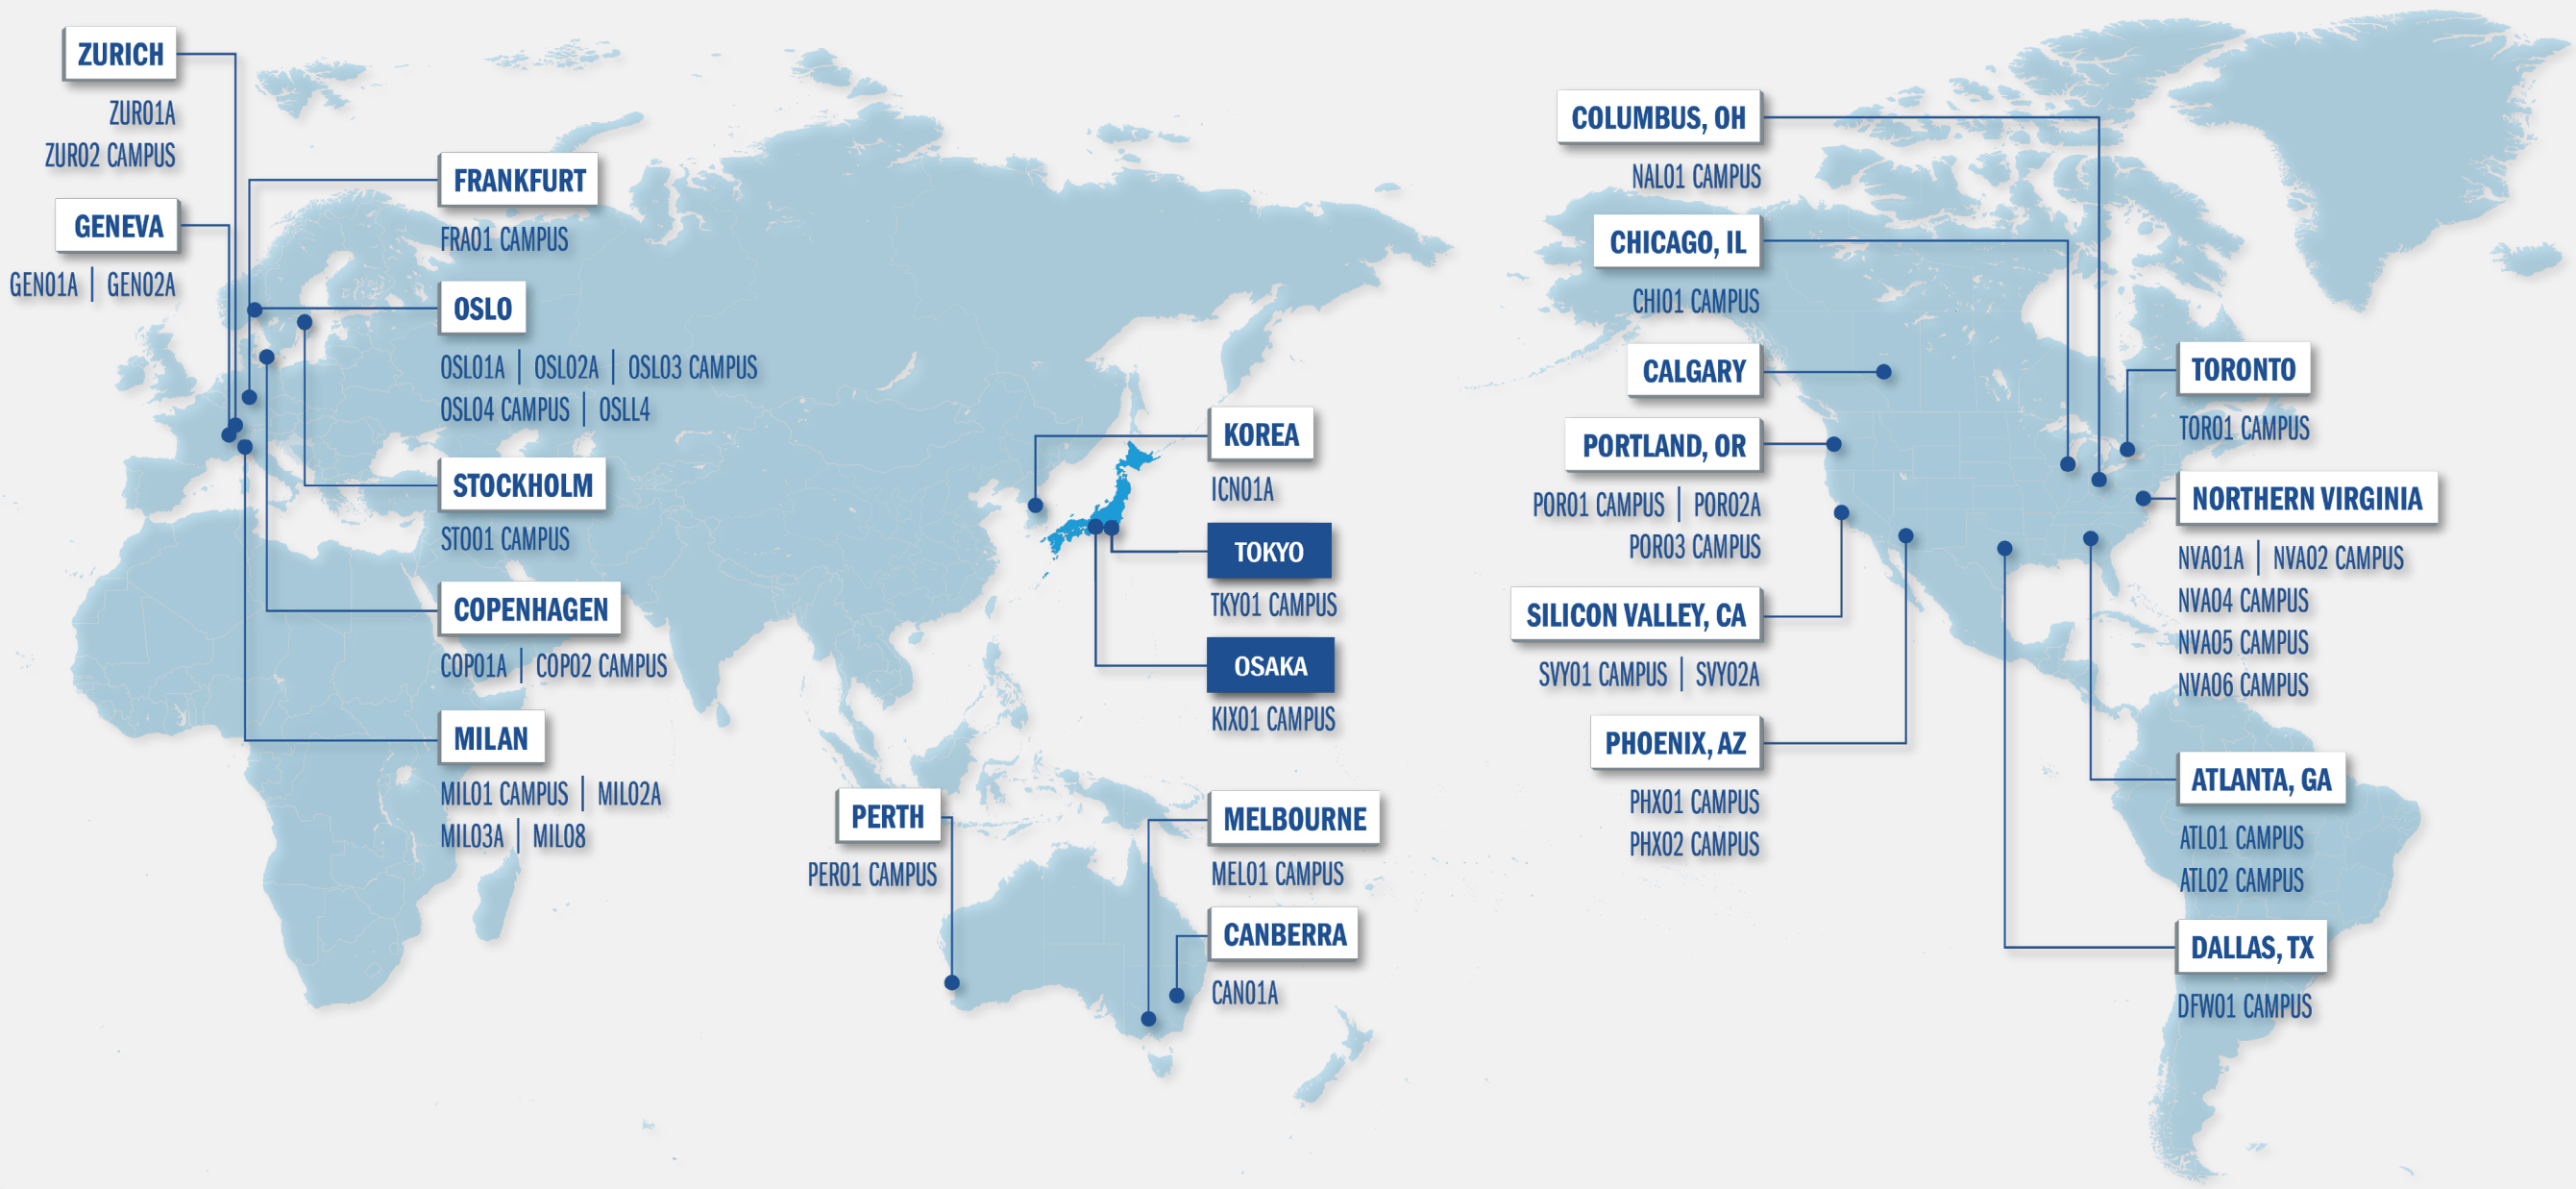 ZURICH
ZUR01A
ZUR02 CAMPUS
GENEVA
GEN01A | GEN02A
FRANKFURT
FRA01 CAMPUS
OSLO
OSL01A | OSL02A | OSL03 CAMPUS
OSL04 CAMPUS | OSLL4
STOCKHOLM
STO01 CAMPUS
COPENHAGEN
COP01A | COP02 CAMPUS
MILAN
MIL01 CAMPUS | MIL02A
MIL03A | MIL08
KOREA
ICN01A
TOKYO
TKY01 CAMPUS
OSAKA
KIX01 CAMPUS
PERTH
PER01 CAMPUS
MELBOURNE
MEL01 CAMPUS
CANBERRA
CAN01A
COLUMBUS, OH
NAL01 CAMPUS
CHICAGO, IL
CHI01 CAMPUS
CALGARY
PORTLAND, OR
POR01 CAMPUS | POR02A
POR03 CAMPUS
SILICON VALLEY, CA
SVY01 CAMPUS | SVY02A
PHOENIX, AZ
PHX01 CAMPUS
PHX02 CAMPUS
TORONTO
TOR01 CAMPUS
NORTHERN VIRGINIA
NVA01A | NVA02 CAMPUS
NVA04 CAMPUS
NVA05 CAMPUS
NVA06 CAMPUS
ATLANTA, GA
ATL01 CAMPUS
ATL02 CAMPUS
DALLAS, TX
DFW01 CAMPUS